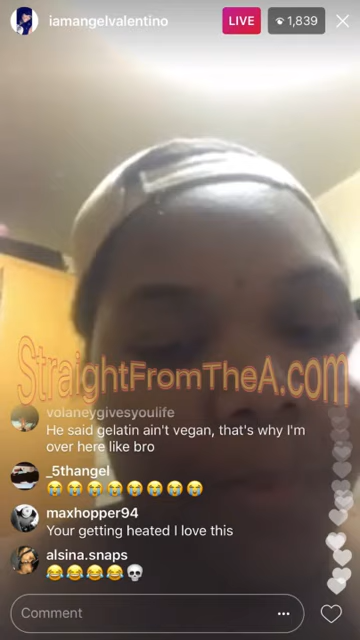 iamangelvalentino
LIVE
1,839
StraightFromTheA.com
volaneygivesyoulife
He said gelatin ain't vegan, that's why I'm
over here like bro
_5thangel
😭😭😭😭😭😭😭😭
maxhopper94
Your getting heated I love this
alsina.snaps
😂😂😂😂💀
Comment